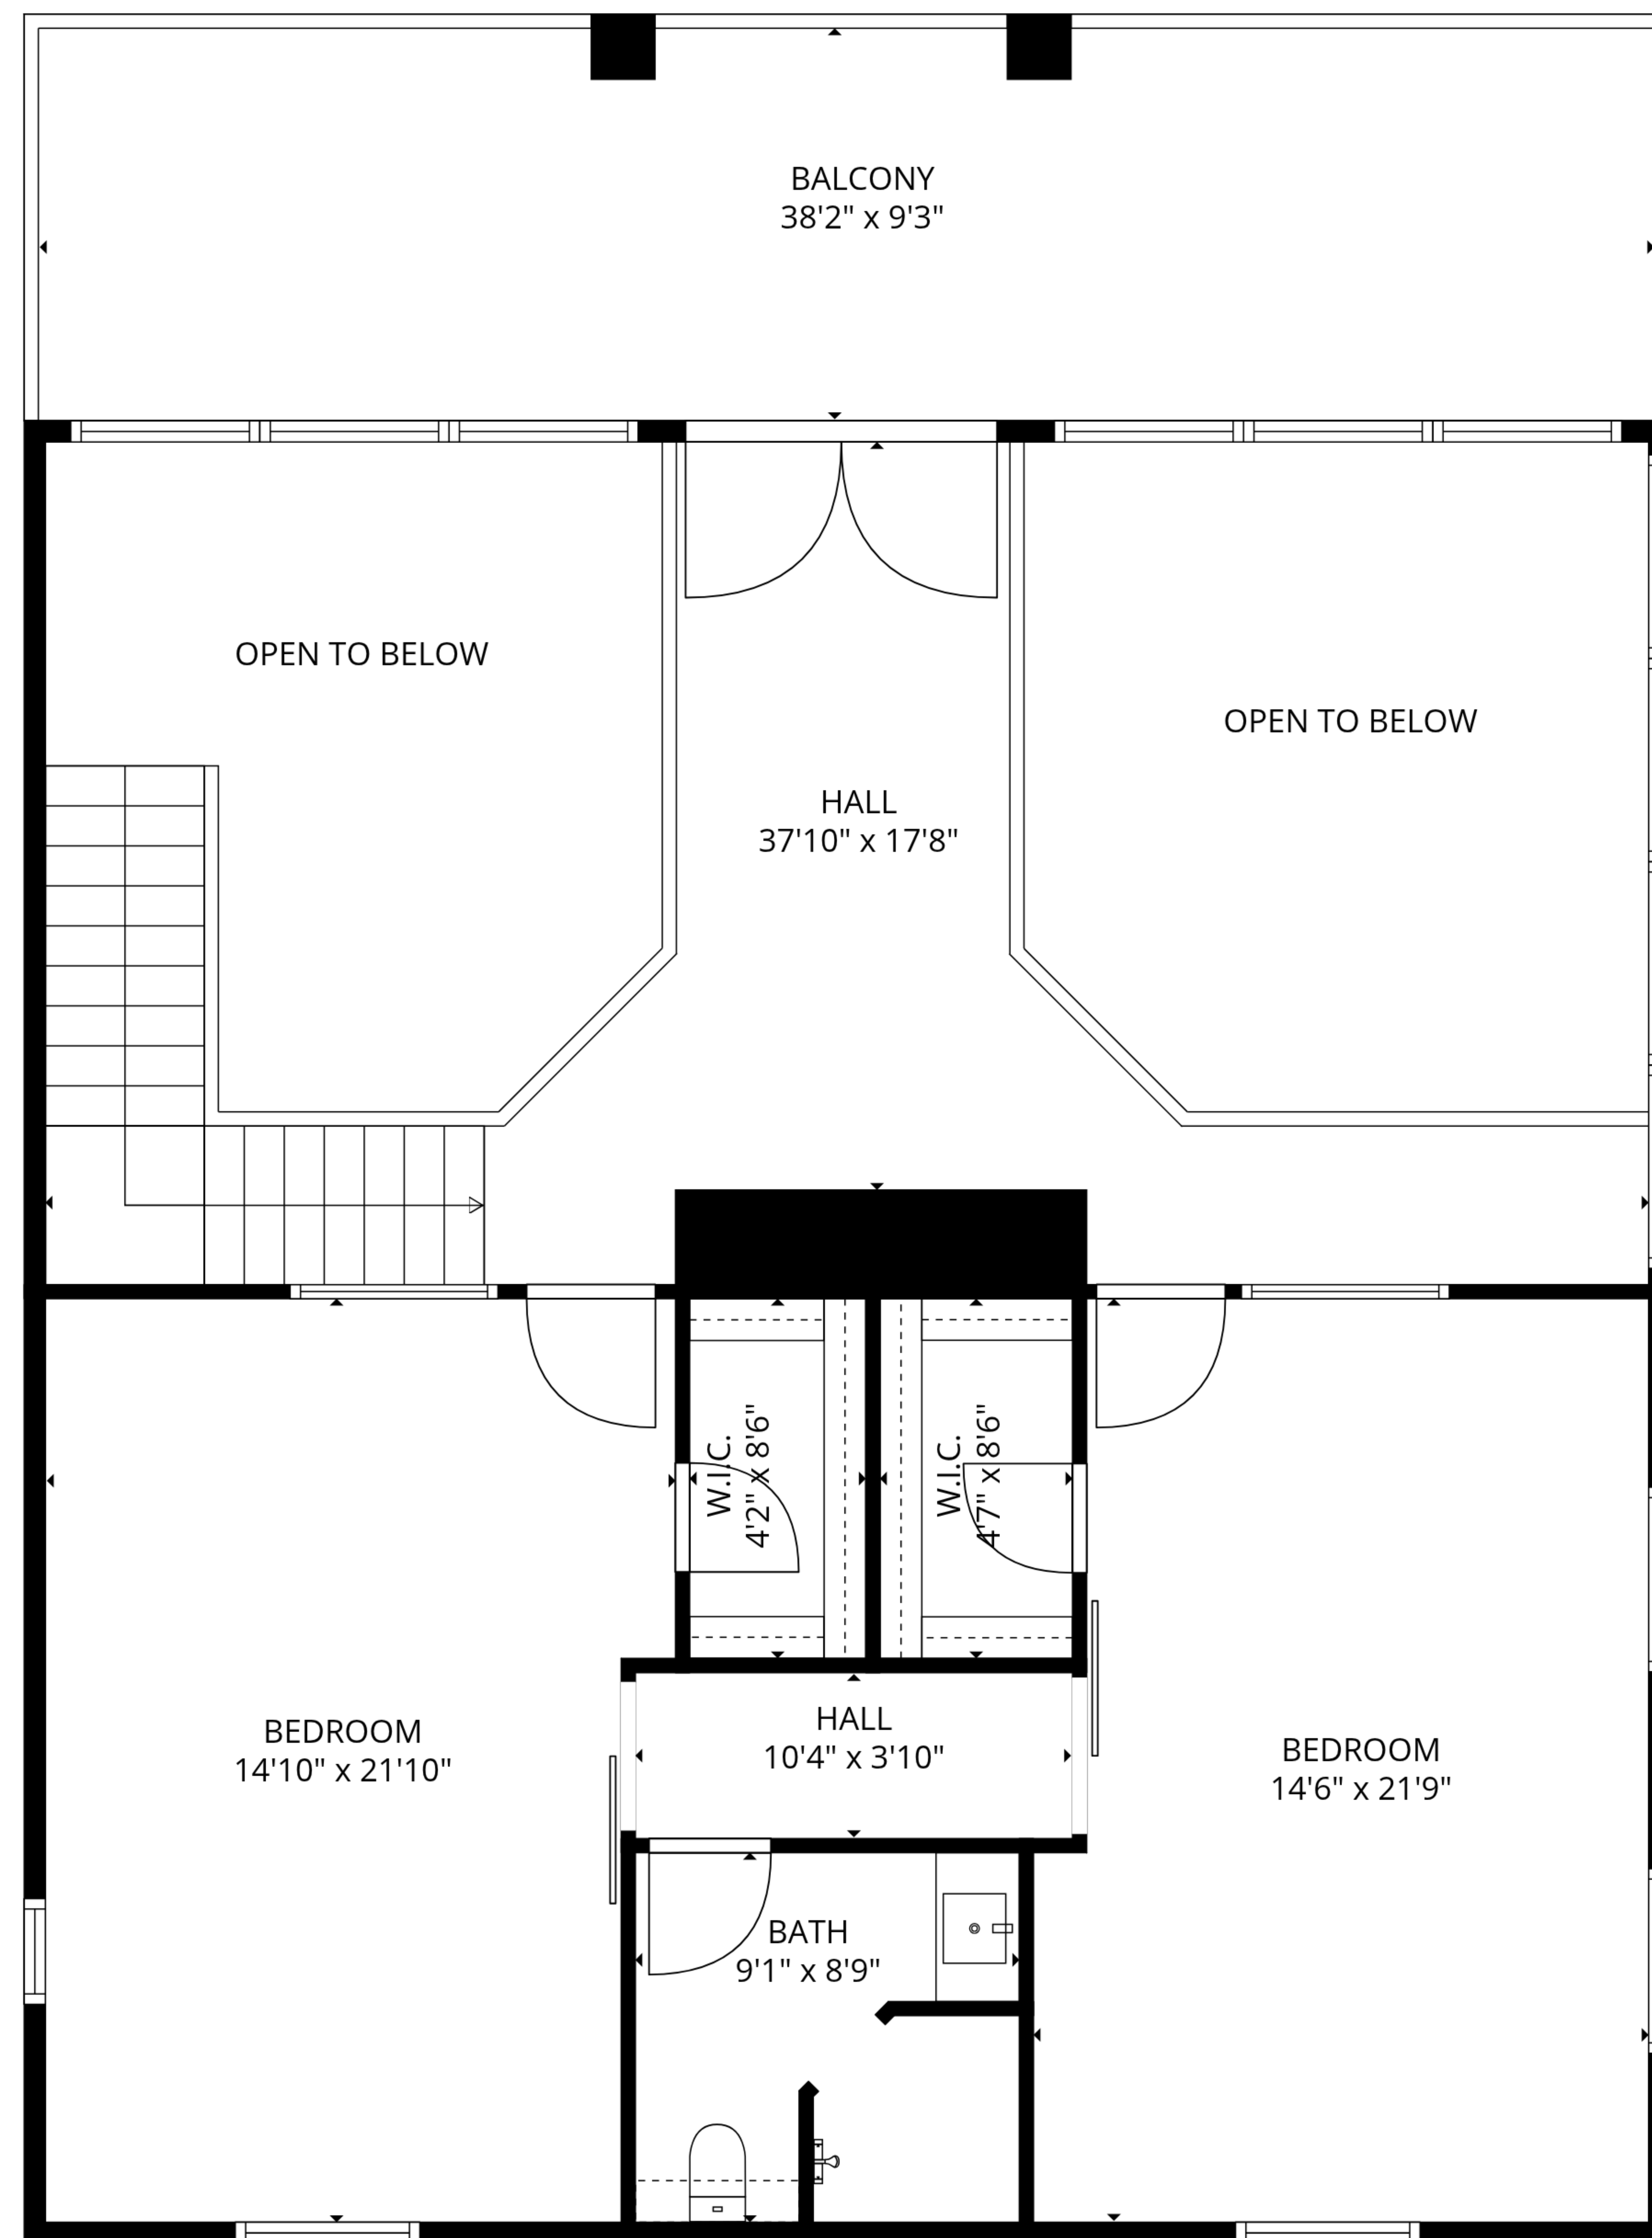 BALCONY
38'2" x 9'3"
OPEN TO BELOW
OPEN TO BELOW
HALL
37'10" x 17'8"
W.I.C.
4'2" x 8'6"
W.I.C.
4'7" x 8'6"
HALL
10'4" x 3'10"
BEDROOM
14'10" x 21'10"
BEDROOM
14'6" x 21'9"
BATH
9'1" x 8'9"